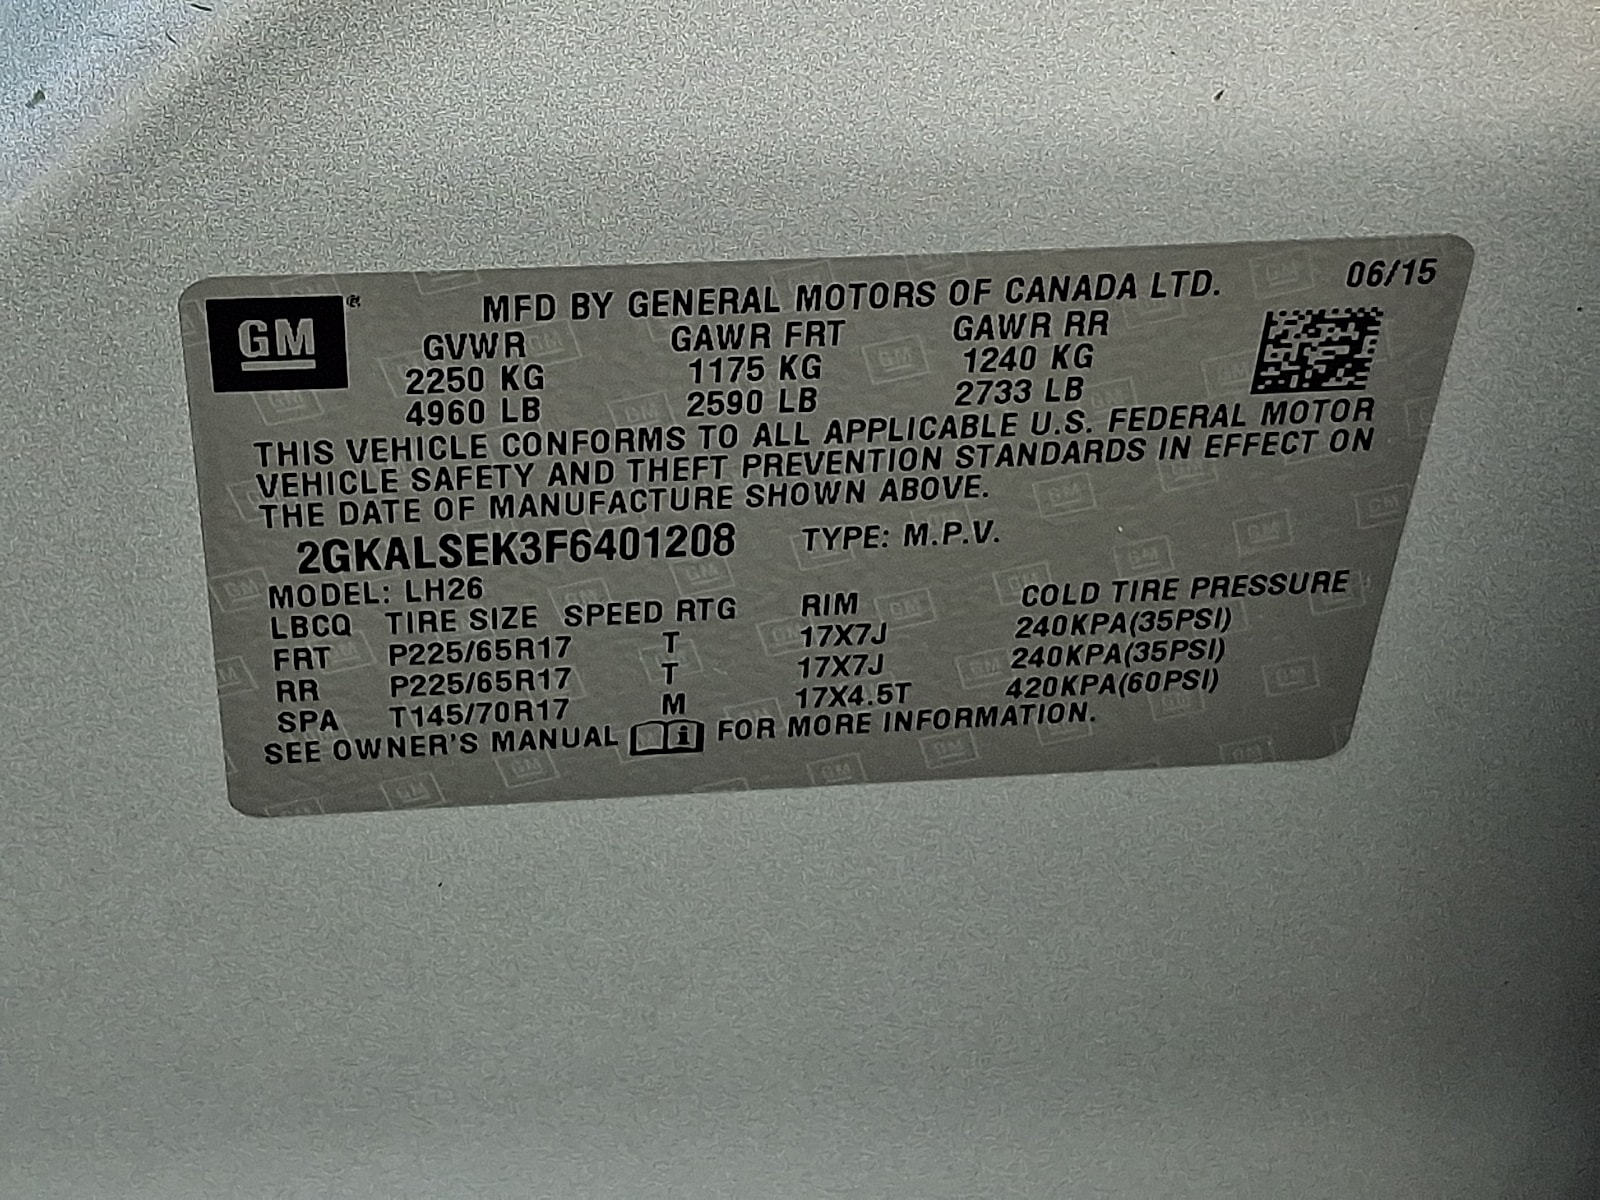 GM®
06/15
MFD BY GENERAL MOTORS OF CANADA LTD.
GVWR GAWR FRT GAWR RR
2250 KG 1175 KG 1240 KG
4960 LB 2590 LB 2733 LB
THIS VEHICLE CONFORMS TO ALL APPLICABLE U.S. FEDERAL MOTOR
VEHICLE SAFETY AND THEFT PREVENTION STANDARDS IN EFFECT ON
THE DATE OF MANUFACTURE SHOWN ABOVE.
2GKALSEK3F6401208 TYPE: M.P.V.
MODEL: LH26
LBCQ TIRE SIZE SPEED RTG RIM COLD TIRE PRESSURE
FRT P225/65R17 T 17X7J 240KPA(35PSI)
RR P225/65R17 T 17X7J 240KPA(35PSI)
SPA T145/70R17 M 17X4.5T 420KPA(60PSI)
SEE OWNER'S MANUAL FOR MORE INFORMATION.